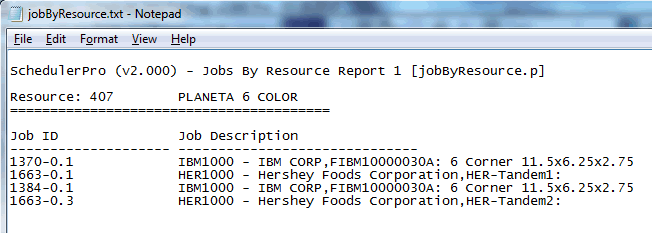 jobByResource.txt - Notepad
File Edit Format View Help
SchedulerPro (v2.000) - Jobs By Resource Report 1 [jobByResource.p]
Resource: 407 PLANETA 6 COLOR
========================================
Job ID Job Description
-------------------- ------------------------------
1370-0.1 IBM1000 - IBM CORP,FIBM10000030A: 6 Corner 11.5x6.25x2.75
1663-0.1 HER1000 - Hershey Foods Corporation,HER-Tandem1:
1384-0.1 IBM1000 - IBM CORP,FIBM10000030A: 6 Corner 11.5x6.25x2.75
1663-0.3 HER1000 - Hershey Foods Corporation,HER-Tandem2: